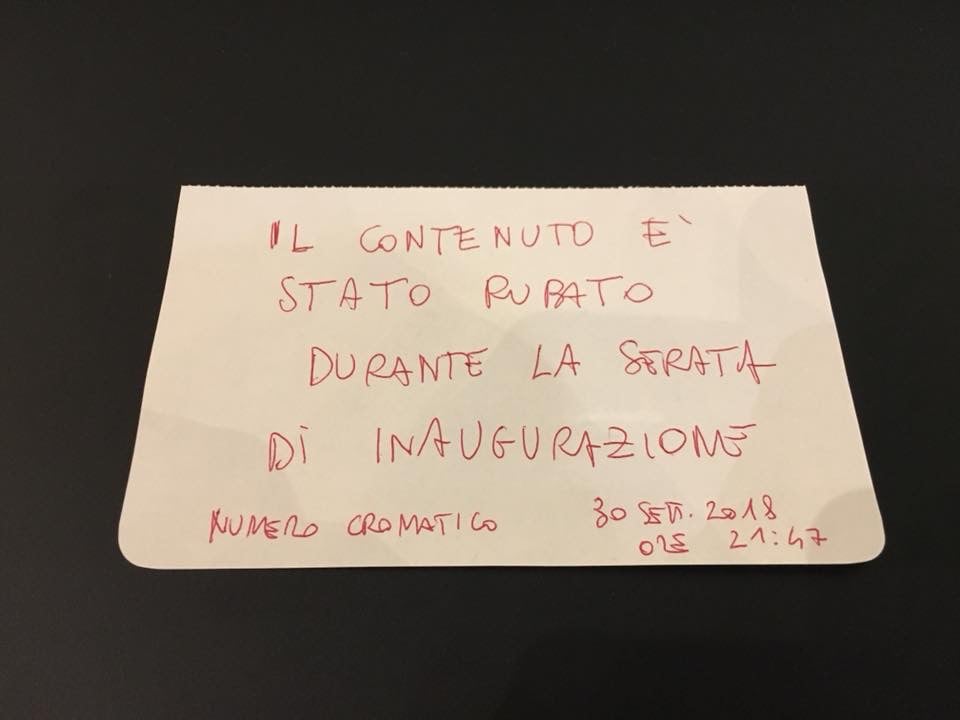 IL CONTENUTO E`
STATO RUBATO
DURANTE LA SERATA
DI INAUGURAZIONE
NUMERO CROMATICO 30 SETT. 2018
ORE 21:47